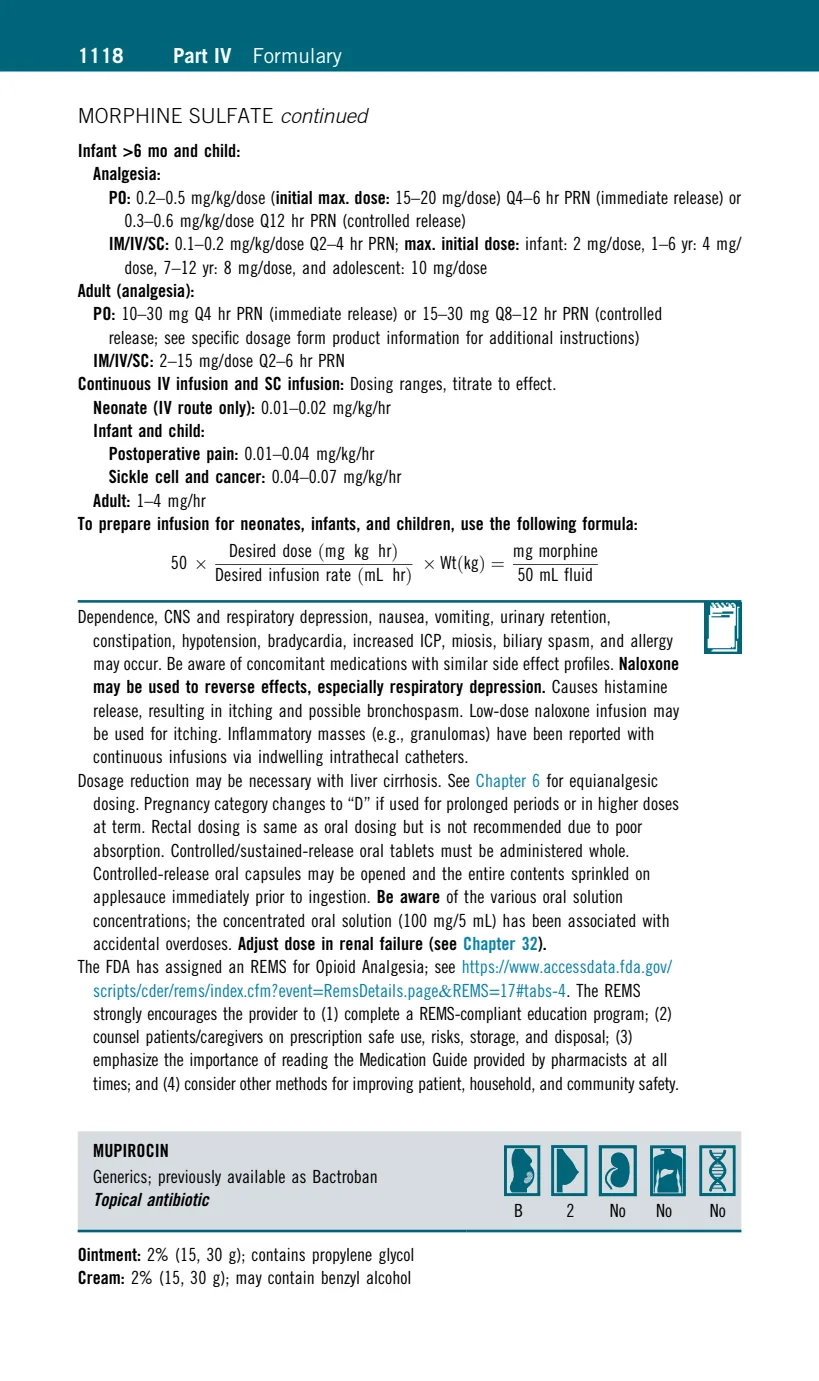 1118 Part IV Formulary
MORPHINE SULFATE continued
Infant >6 mo and child:
Analgesia:
PO: 0.2–0.5 mg/kg/dose (initial max. dose: 15–20 mg/dose) Q4–6 hr PRN (immediate release) or
0.3–0.6 mg/kg/dose Q12 hr PRN (controlled release)
IM/IV/SC: 0.1–0.2 mg/kg/dose Q2–4 hr PRN; max. initial dose: infant: 2 mg/dose, 1–6 yr: 4 mg/
dose, 7–12 yr: 8 mg/dose, and adolescent: 10 mg/dose
Adult (analgesia):
PO: 10–30 mg Q4 hr PRN (immediate release) or 15–30 mg Q8–12 hr PRN (controlled
release; see specific dosage form product information for additional instructions)
IM/IV/SC: 2–15 mg/dose Q2–6 hr PRN
Continuous IV infusion and SC infusion: Dosing ranges, titrate to effect.
Neonate (IV route only): 0.01–0.02 mg/kg/hr
Infant and child:
Postoperative pain: 0.01–0.04 mg/kg/hr
Sickle cell and cancer: 0.04–0.07 mg/kg/hr
Adult: 1–4 mg/hr
To prepare infusion for neonates, infants, and children, use the following formula:
50 × Desired dose (mg kg hr) / Desired infusion rate (mL hr) × Wt(kg) = mg morphine / 50 mL fluid
Dependence, CNS and respiratory depression, nausea, vomiting, urinary retention,
constipation, hypotension, bradycardia, increased ICP, miosis, biliary spasm, and allergy
may occur. Be aware of concomitant medications with similar side effect profiles. Naloxone
may be used to reverse effects, especially respiratory depression. Causes histamine
release, resulting in itching and possible bronchospasm. Low-dose naloxone infusion may
be used for itching. Inflammatory masses (e.g., granulomas) have been reported with
continuous infusions via indwelling intrathecal catheters.
Dosage reduction may be necessary with liver cirrhosis. See Chapter 6 for equianalgesic
dosing. Pregnancy category changes to “D” if used for prolonged periods or in higher doses
at term. Rectal dosing is same as oral dosing but is not recommended due to poor
absorption. Controlled/sustained-release oral tablets must be administered whole.
Controlled-release oral capsules may be opened and the entire contents sprinkled on
applesauce immediately prior to ingestion. Be aware of the various oral solution
concentrations; the concentrated oral solution (100 mg/5 mL) has been associated with
accidental overdoses. Adjust dose in renal failure (see Chapter 32).
The FDA has assigned an REMS for Opioid Analgesia; see https://www.accessdata.fda.gov/
scripts/cder/rems/index.cfm?event=RemsDetails.page&REMS=17#tabs-4. The REMS
strongly encourages the provider to (1) complete a REMS-compliant education program; (2)
counsel patients/caregivers on prescription safe use, risks, storage, and disposal; (3)
emphasize the importance of reading the Medication Guide provided by pharmacists at all
times; and (4) consider other methods for improving patient, household, and community safety.
MUPIROCIN
Generics; previously available as Bactroban
Topical antibiotic
B 2 No No No
Ointment: 2% (15, 30 g); contains propylene glycol
Cream: 2% (15, 30 g); may contain benzyl alcohol